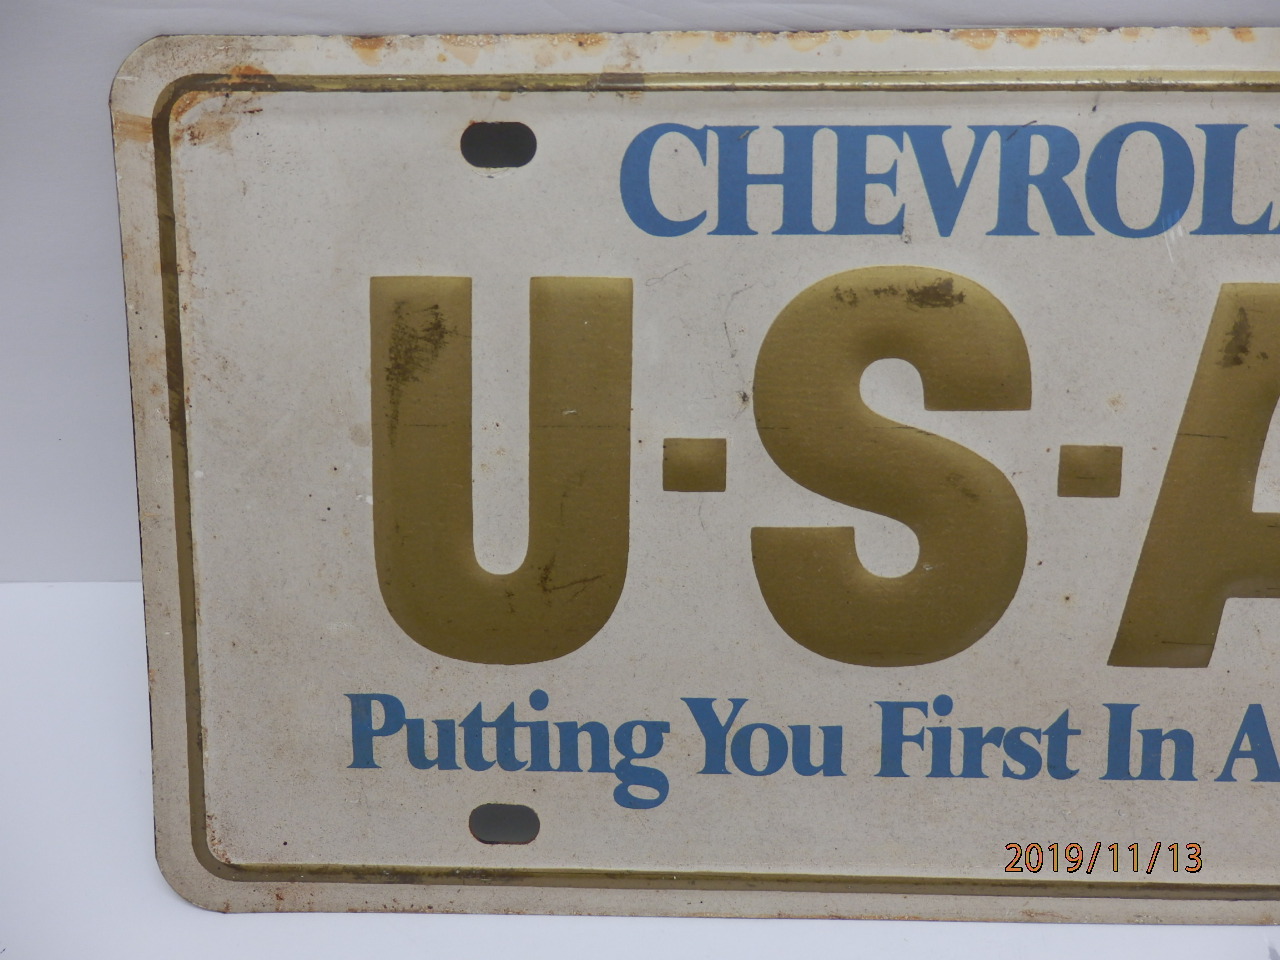 CHEVROL
U·S·A
Putting You First In A
2019/11/13